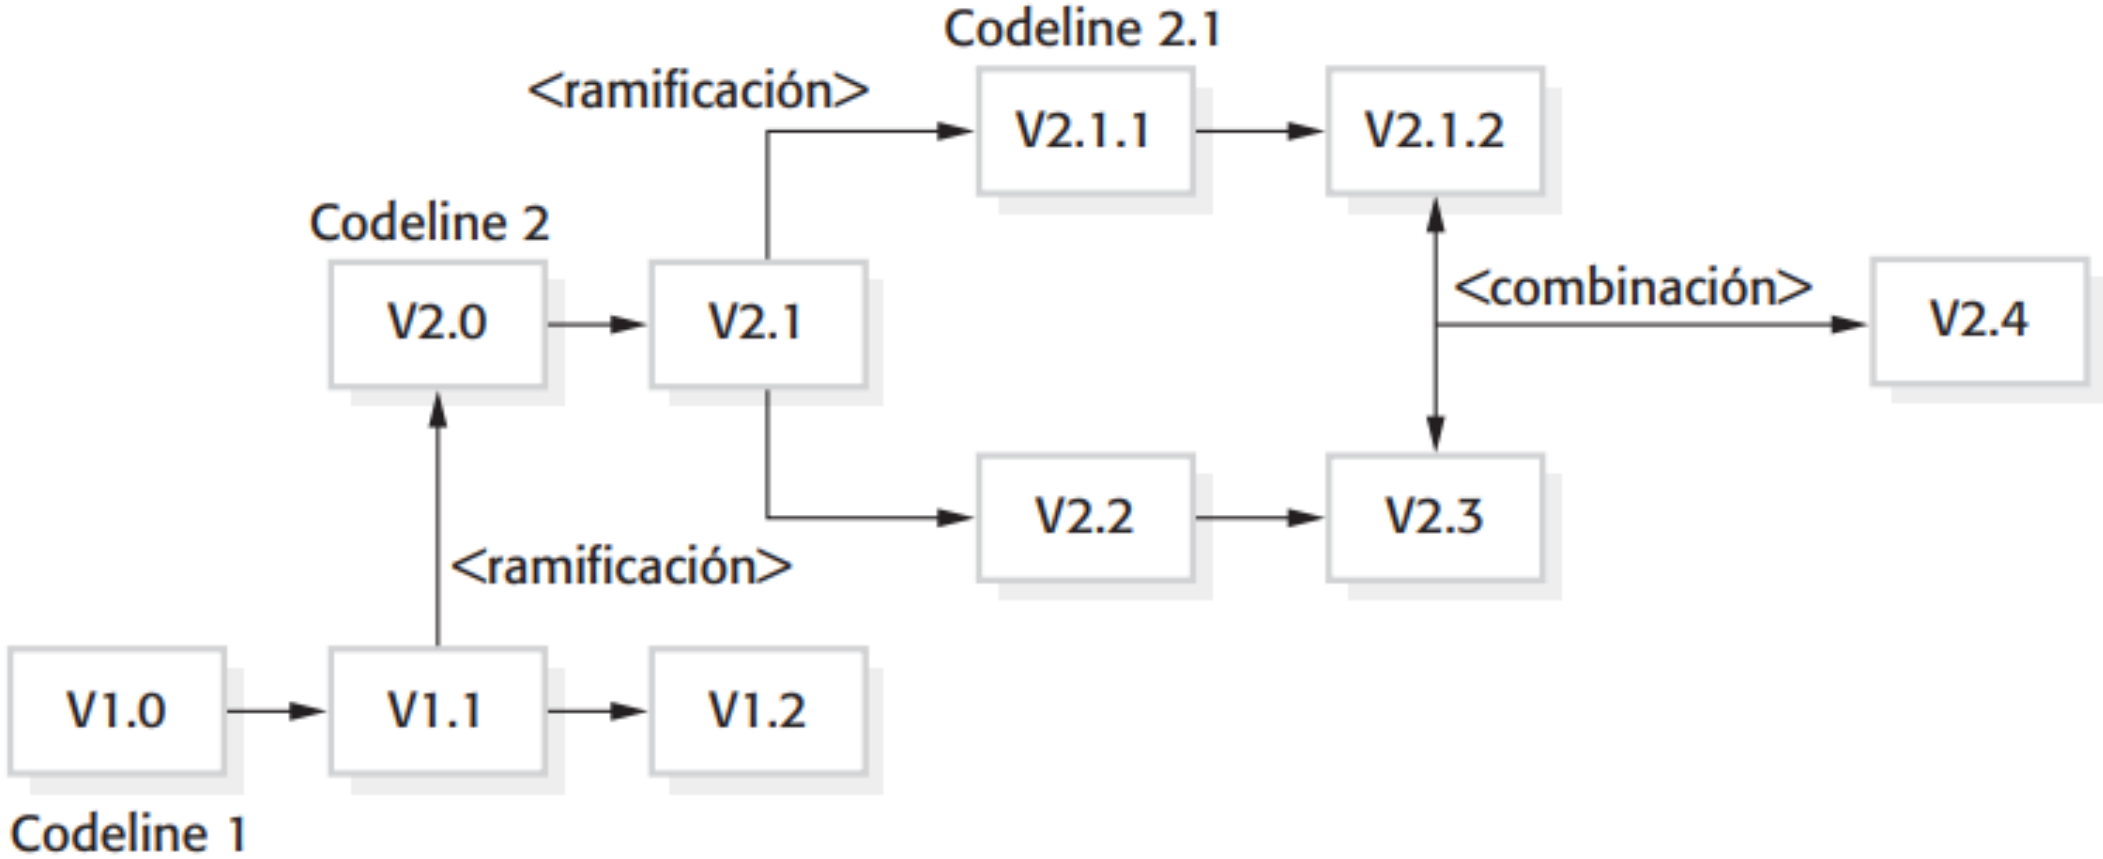 Codeline 2.1
<ramificación>
V2.1.1
V2.1.2
Codeline 2
V2.0
V2.1
<combinación>
V2.4
V2.2
V2.3
<ramificación>
V1.0
V1.1
V1.2
Codeline 1